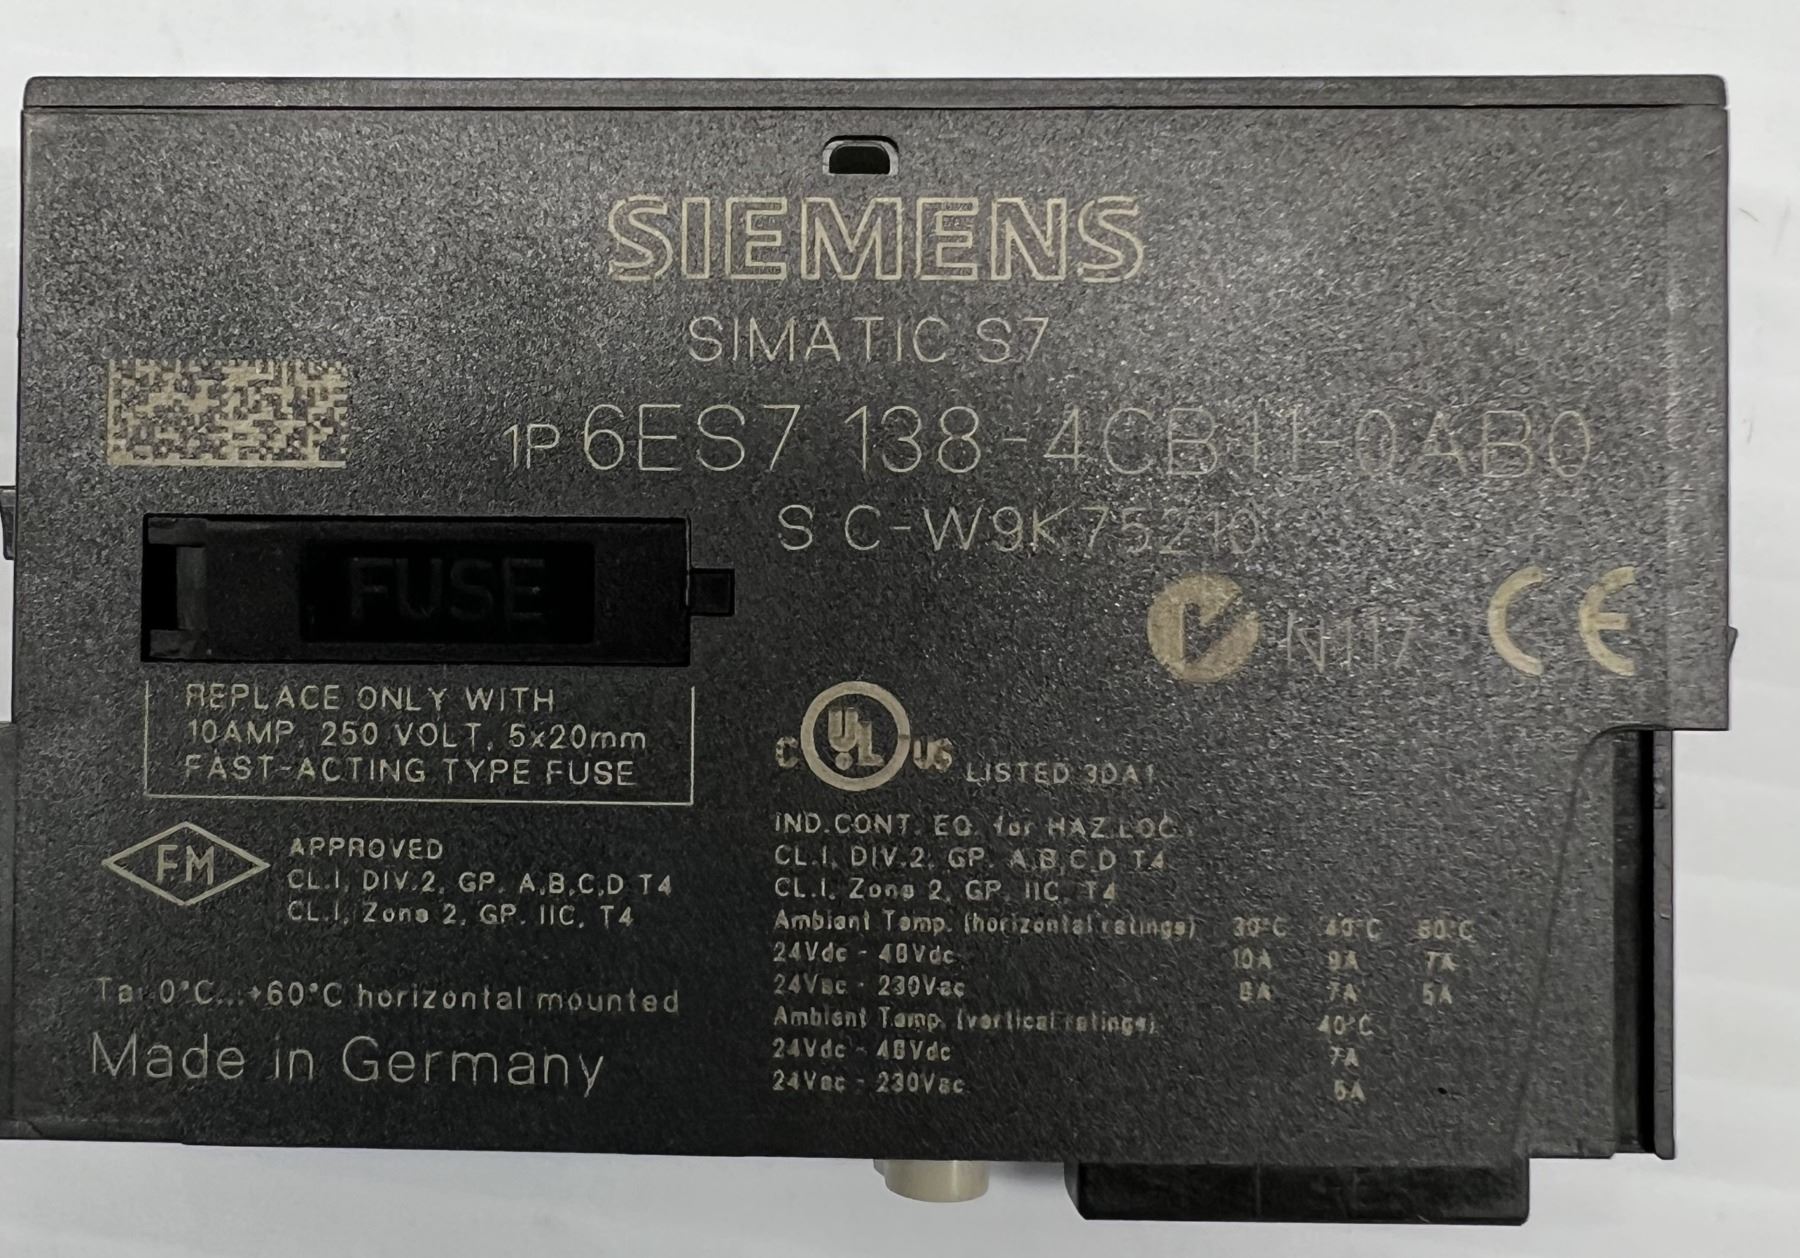 SIEMENS
SIMATIC S7
1P 6ES7 138-4CB11-0AB0
S C-W9K75210
FUSE
N117
CE
REPLACE ONLY WITH
10AMP, 250 VOLT, 5x20mm
FAST-ACTING TYPE FUSE
C UL US LISTED 3DA1
FM APPROVED
CL.I, DIV.2, GP. A,B,C,D T4
CL.I, Zone 2, GP. IIC, T4
IND.CONT. EQ. for HAZ.LOC.
CL.I, DIV.2, GP. A,B,C,D T4
CL.I, Zone 2, GP. IIC, T4
Ambient Temp. (horizontal ratings) 30°C 40°C 60°C
24Vdc - 48Vdc 10A 9A 7A
24Vac - 230Vac 8A 7A 5A
Ambient Temp. (vertical ratings) 40°C
24Vdc - 48Vdc 7A
24Vac - 230Vac 5A
Ta: 0°C...+60°C horizontal mounted
Made in Germany